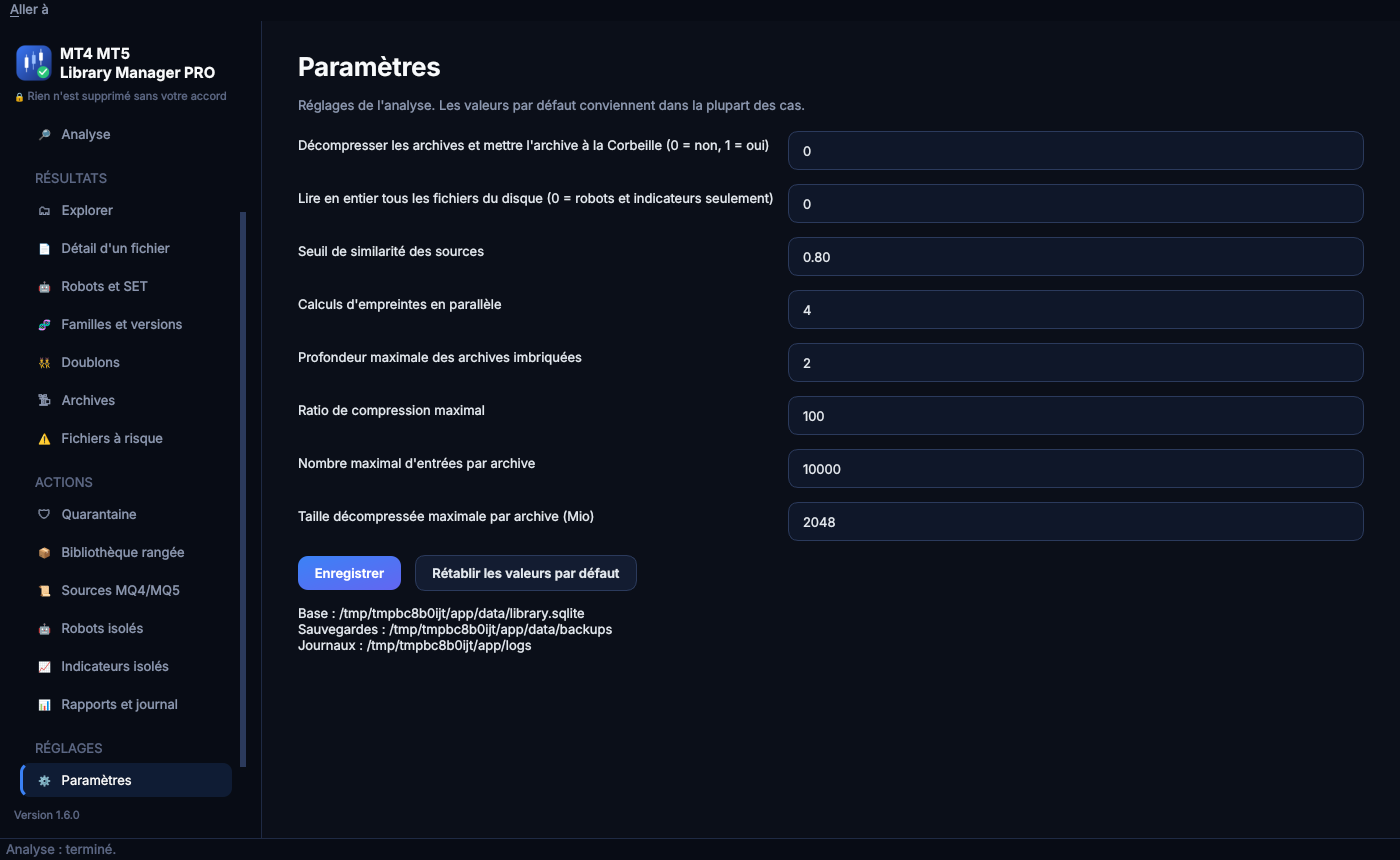 Aller à
MT4 MT5
Library Manager PRO
Rien n'est supprimé sans votre accord
Analyse
RÉSULTATS
Explorer
Détail d'un fichier
Robots et SET
Familles et versions
Doublons
Archives
Fichiers à risque
ACTIONS
Quarantaine
Bibliothèque rangée
Sources MQ4/MQ5
Robots isolés
Indicateurs isolés
Rapports et journal
RÉGLAGES
Paramètres
Version 1.6.0
Paramètres
Réglages de l'analyse. Les valeurs par défaut conviennent dans la plupart des cas.
Décompresser les archives et mettre l'archive à la Corbeille (0 = non, 1 = oui) 0
Lire en entier tous les fichiers du disque (0 = robots et indicateurs seulement) 0
Seuil de similarité des sources 0.80
Calculs d'empreintes en parallèle 4
Profondeur maximale des archives imbriquées 2
Ratio de compression maximal 100
Nombre maximal d'entrées par archive 10000
Taille décompressée maximale par archive (Mio) 2048
Enregistrer Rétablir les valeurs par défaut
Base : /tmp/tmpbc8b0ijt/app/data/library.sqlite
Sauvegardes : /tmp/tmpbc8b0ijt/app/data/backups
Journaux : /tmp/tmpbc8b0ijt/app/logs
Analyse : terminé.